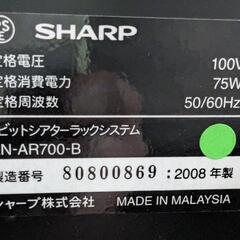 PS
E
SHARP
定格電圧 100V
定格消費電力 75W
定格周波数 50/60Hz
ビットシアターラックシステム
N-AR700-B
製造番号 80800869 : 2008 年製
シャープ株式会社 MADE IN MALAYSIA